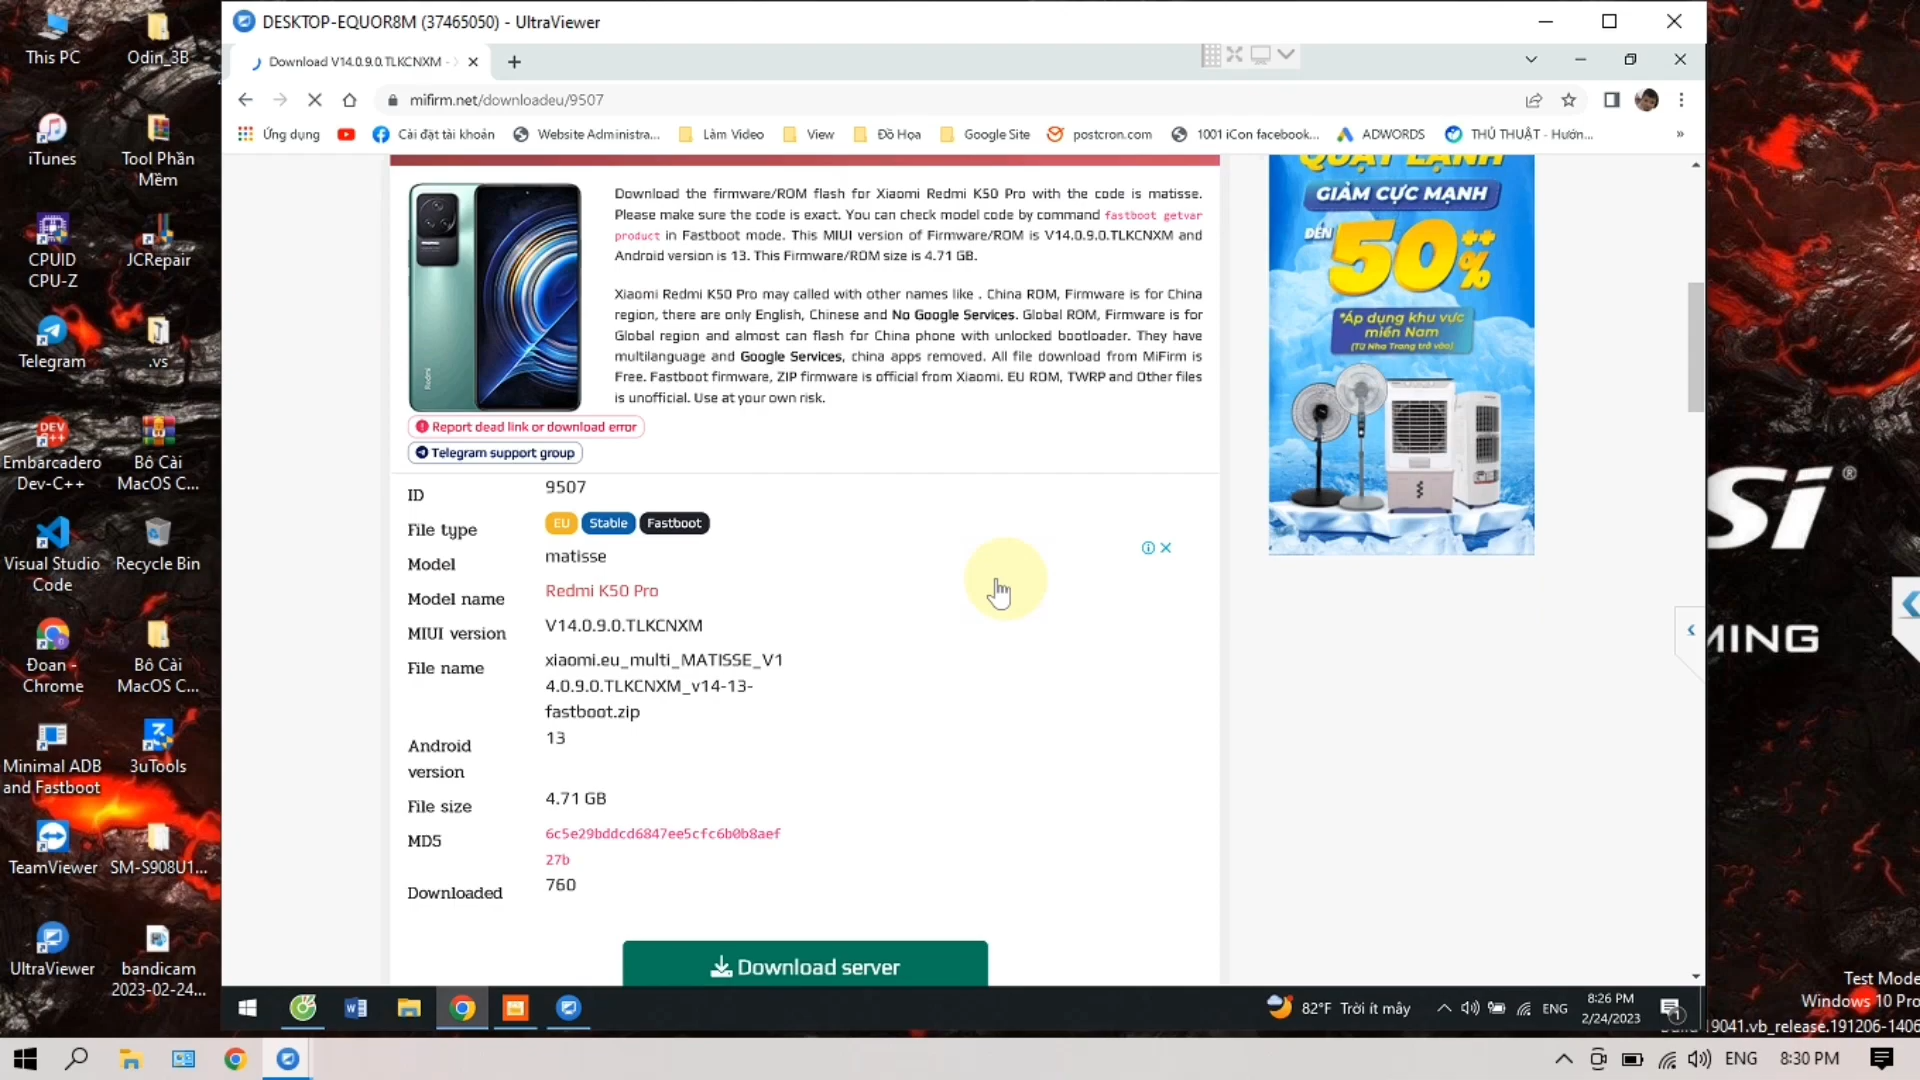 This PC
Odin_3B
iTunes
Tool Phần
Mềm
CPUID
CPU-Z
JCRepair
Telegram
.vs
Embarcadero
Dev-C++
Bô Cài
MacOS C...
Visual Studio
Code
Recycle Bin
Đoan -
Chrome
Bô Cài
MacOS C...
Minimal ADB
and Fastboot
3uTools
TeamViewer
SM-S908U1...
UltraViewer
bandicam
2023-02-24...
DESKTOP-EQUOR8M (37465050) - UltraViewer
Download V14.0.9.0.TLKCNXM -
mifirm.net/downloadeu/9507
Ứng dụng
Cài đặt tài khoản
Website Administra...
Làm Video
View
Đồ Họa
Google Site
postcron.com
1001 iCon facebook...
ADWORDS
THỦ THUẬT - Hướn...
»
Download the firmware/ROM flash for Xiaomi Redmi K50 Pro with the code is matisse.
Please make sure the code is exact. You can check model code by command fastboot getvar
product in Fastboot mode. This MIUI version of Firmware/ROM is V14.0.9.0.TLKCNXM and
Android version is 13. This Firmware/ROM size is 4.71 GB.
Xiaomi Redmi K50 Pro may called with other names like . China ROM, Firmware is for China
region, there are only English, Chinese and No Google Services. Global ROM, Firmware is for
Global region and almost can flash for China phone with unlocked bootloader. They have
multilanguage and Google Services, china apps removed. All file download from MiFirm is
Free. Fastboot firmware, ZIP firmware is official from Xiaomi. EU ROM, TWRP and Other files
is unofficial. Use at your own risk.
Redmi
Report dead link or download error
Telegram support group
ID
9507
File type
EU Stable Fastboot
Model
matisse
Model name
Redmi K50 Pro
MIUI version
V14.0.9.0.TLKCNXM
File name
xiaomi.eu_multi_MATISSE_V1
4.0.9.0.TLKCNXM_v14-13-
fastboot.zip
Android
version
13
File size
4.71 GB
MD5
6c5e29bddcd6847ee5cfc6b0b8aef
27b
Downloaded
760
Download server
QUẠT LẠNH
GIẢM CỰC MẠNH
ĐẾN
50++%
*Áp dụng khu vực
miền Nam
(Từ Nha Trang trở vào)
82°F Trời ít mây
ENG
8:26 PM
2/24/2023
1
Si ®
MING
Test Mode
Windows 10 Pro
19041.vb_release.191206-1406
ENG
8:30 PM